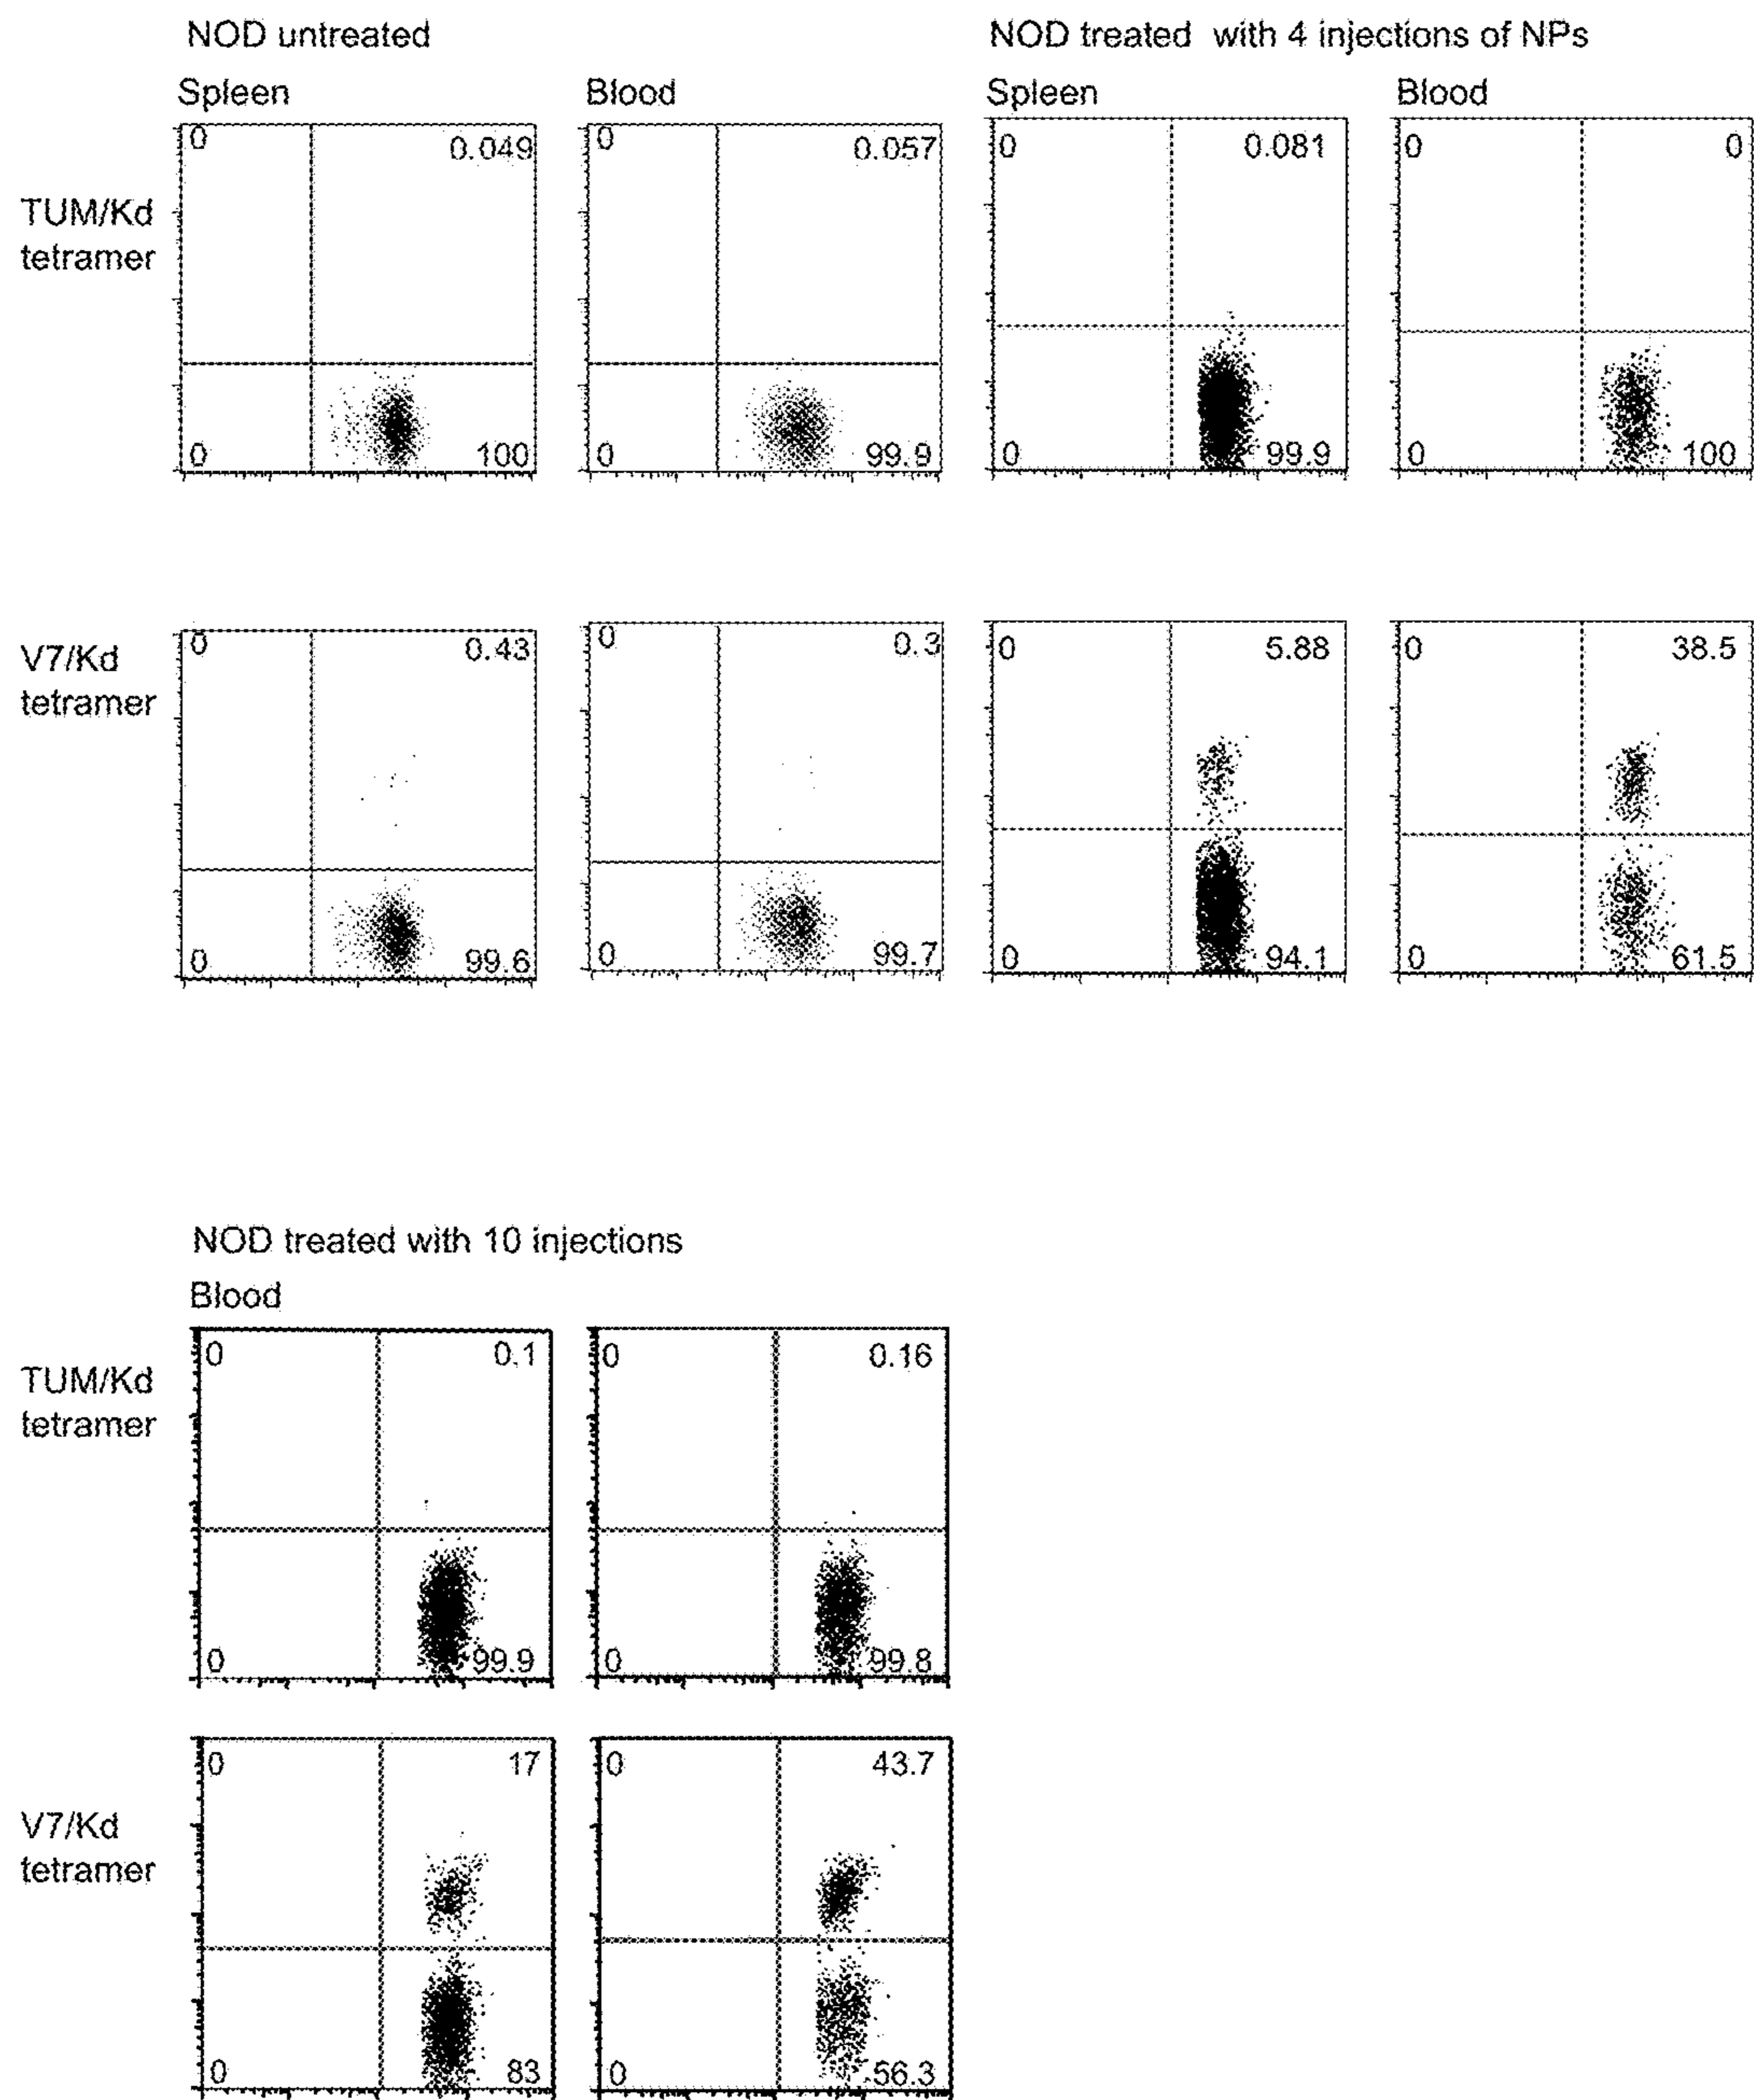 NOD untreated
NOD treated with 4 injections of NPs
Spleen
Blood
Spleen
Blood
TUM/Kd
tetramer
0 0.049
0 100
0 0.057
0 99.9
0 0.081
0 99.9
0 0
0 100
V7/Kd
tetramer
0 0.43
0 99.6
0 0.3
0 99.7
0 5.88
0 94.1
0 38.5
0 61.5
NOD treated with 10 injections
Blood
TUM/Kd
tetramer
0 0.1
0 99.9
0 0.16
0 99.8
V7/Kd
tetramer
0 17
0 83
0 43.7
0 56.3